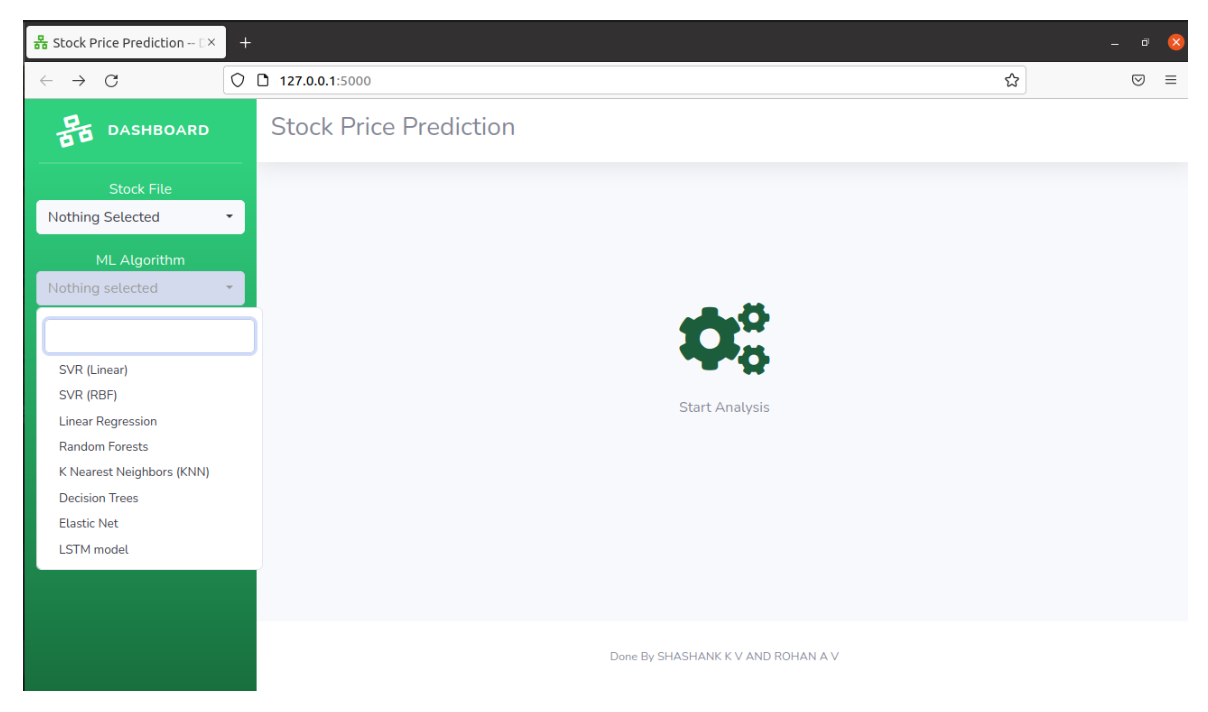 Stock Price Prediction -- D
127.0.0.1:5000
DASHBOARD
Stock Price Prediction
Stock File
Nothing Selected
ML Algorithm
Nothing selected
SVR (Linear)
SVR (RBF)
Linear Regression
Random Forests
K Nearest Neighbors (KNN)
Decision Trees
Elastic Net
LSTM model
Start Analysis
Done By SHASHANK K V AND ROHAN A V